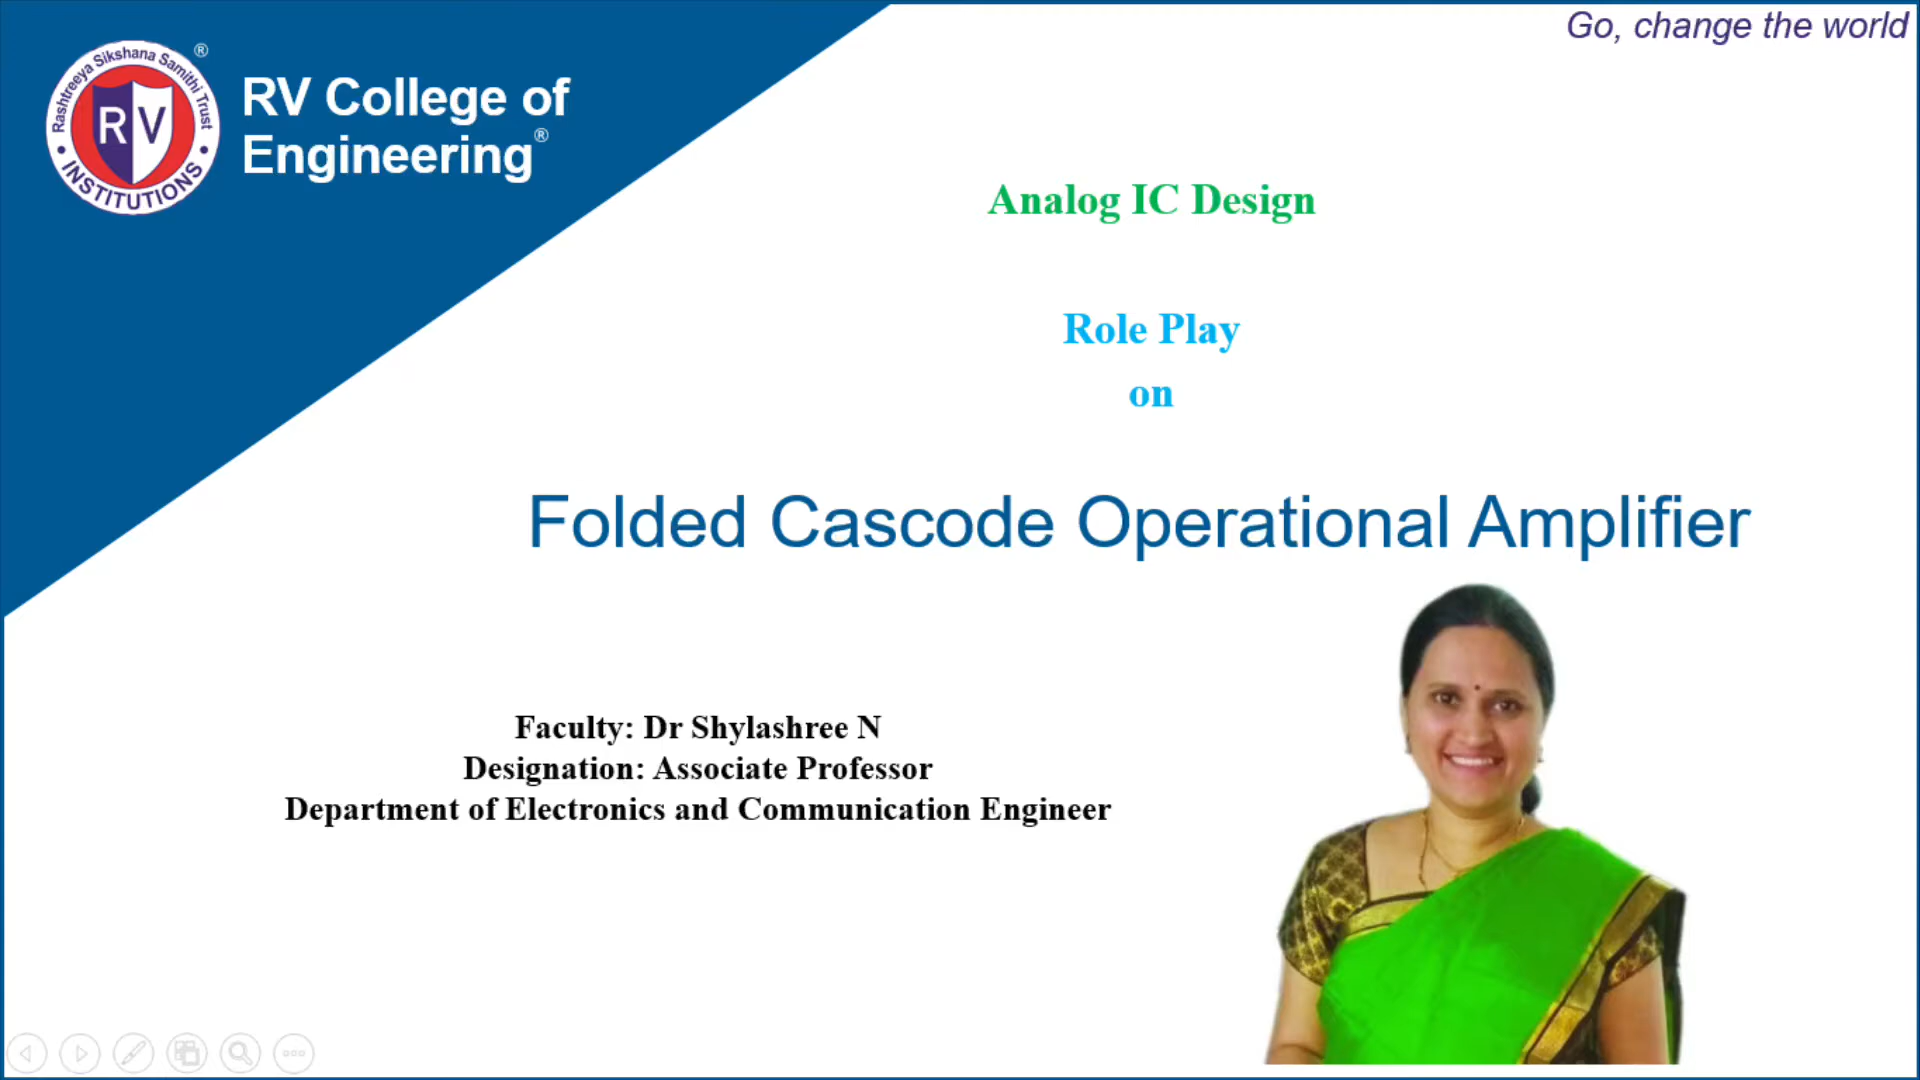 Go, change the world
Rashtreeya Sikshana Samithi Trust
®
RV
INSTITUTIONS
RV College of
Engineering®
Analog IC Design
Role Play
on
Folded Cascode Operational Amplifier
Faculty: Dr Shylashree N
Designation: Associate Professor
Department of Electronics and Communication Engineer